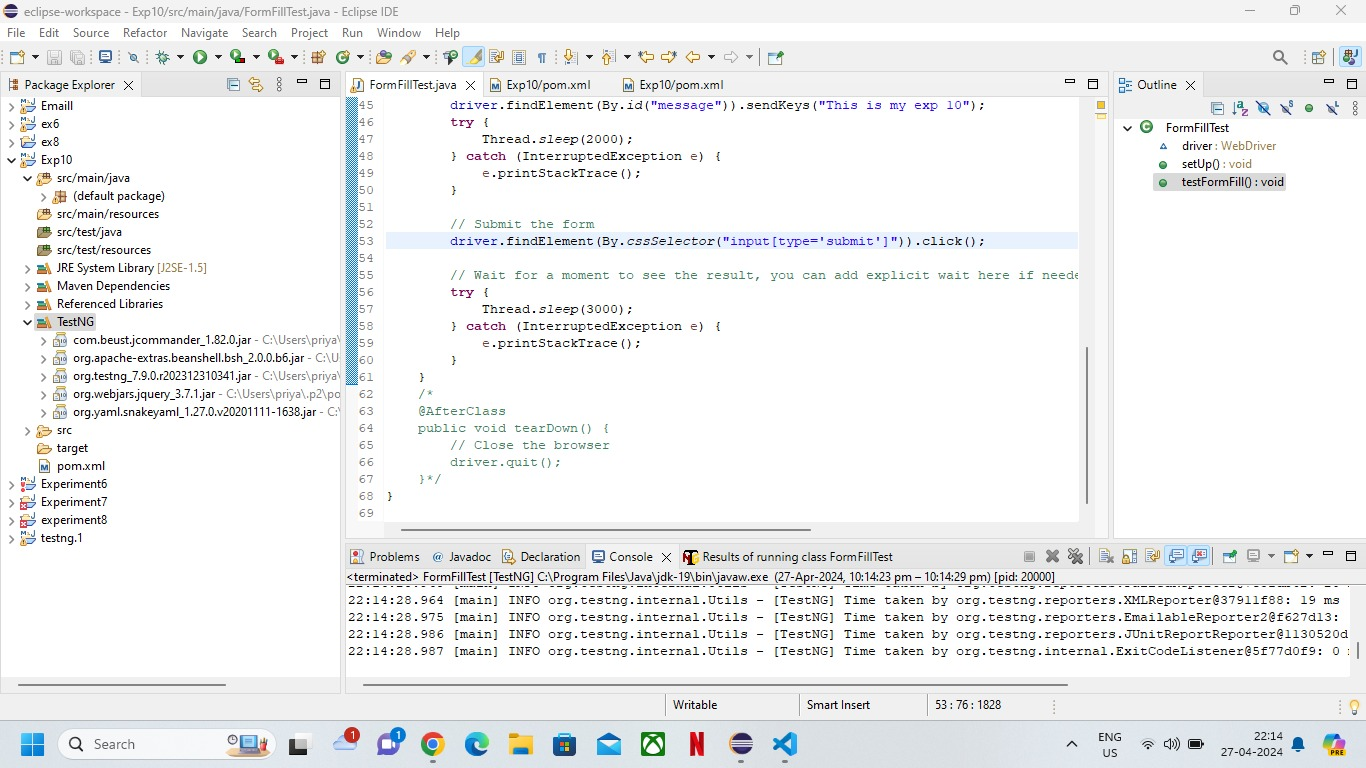 eclipse-workspace - Exp10/src/main/java/FormFillTest.java - Eclipse IDE
File Edit Source Refactor Navigate Search Project Run Window Help
Package Explorer
Emaill
ex6
ex8
Exp10
src/main/java
(default package)
src/main/resources
src/test/java
src/test/resources
JRE System Library [J2SE-1.5]
Maven Dependencies
Referenced Libraries
TestNG
com.beust.jcommander_1.82.0.jar - C:\Users\priya\
org.apache-extras.beanshell.bsh_2.0.0.b6.jar - C:\U
org.testng_7.9.0.r202312310341.jar - C:\Users\priya\
org.webjars.jquery_3.7.1.jar - C:\Users\priya\.p2\po
org.yaml.snakeyaml_1.27.0.v20201111-1638.jar - C:\
src
target
pom.xml
Experiment6
Experiment7
experiment8
testng.1
FormFillTest.java Exp10/pom.xml Exp10/pom.xml
45 driver.findElement(By.id("message")).sendKeys("This is my exp 10");
46 try {
47 Thread.sleep(2000);
48 } catch (InterruptedException e) {
49 e.printStackTrace();
50 }
51
52 // Submit the form
53 driver.findElement(By.cssSelector("input[type='submit']")).click();
54
55 // Wait for a moment to see the result, you can add explicit wait here if neede
56 try {
57 Thread.sleep(3000);
58 } catch (InterruptedException e) {
59 e.printStackTrace();
60 }
61 }
62 /*
63 @AfterClass
64 public void tearDown() {
65 // Close the browser
66 driver.quit();
67 }*/
68 }
69
Outline
FormFillTest
driver : WebDriver
setUp() : void
testFormFill() : void
Problems @ Javadoc Declaration Console Results of running class FormFillTest
<terminated> FormFillTest [TestNG] C:\Program Files\Java\jdk-19\bin\javaw.exe (27-Apr-2024, 10:14:23 pm – 10:14:29 pm) [pid: 20000]
22:14:28.964 [main] INFO org.testng.internal.Utils - [TestNG] Time taken by org.testng.reporters.XMLReporter@37911f88: 19 ms
22:14:28.975 [main] INFO org.testng.internal.Utils - [TestNG] Time taken by org.testng.reporters.EmailableReporter2@f627d13:
22:14:28.986 [main] INFO org.testng.internal.Utils - [TestNG] Time taken by org.testng.reporters.JUnitReportReporter@1130520d
22:14:28.987 [main] INFO org.testng.internal.Utils - [TestNG] Time taken by org.testng.internal.ExitCodeListener@5f77d0f9: 0
Writable Smart Insert 53 : 76 : 1828
Search
1
1
ENG
US
22:14
27-04-2024
PRE